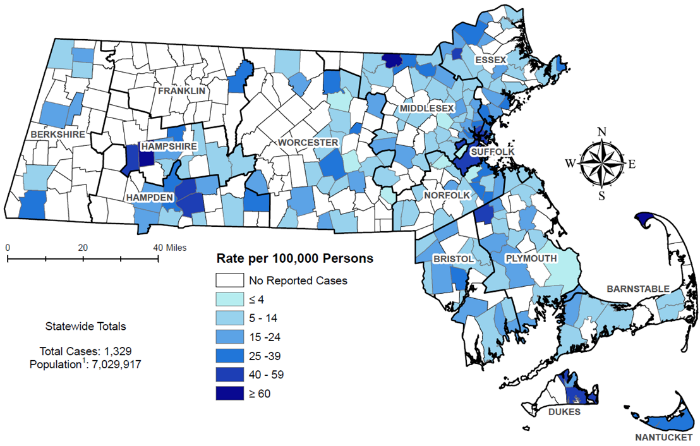 ESSEX
FRANKLIN
MIDDLESEX
BERKSHIRE
HAMPSHIRE
WORCESTER
SUFFOLK
N
W E
S
HAMPDEN
NORFOLK
0 20 40 Miles
Rate per 100,000 Persons
BRISTOL
PLYMOUTH
No Reported Cases
BARNSTABLE
≤ 4
5 - 14
15 -24
25 -39
40 - 59
≥ 60
Statewide Totals
Total Cases: 1,329
Population1: 7,029,917
DUKES
NANTUCKET